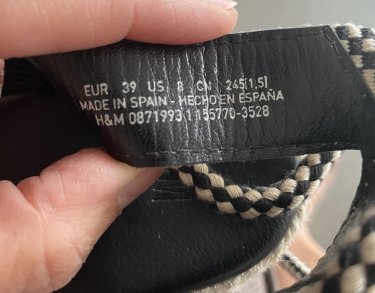 EUR 39 US 8 CN 245(1,5)
MADE IN SPAIN - HECHO EN ESPAÑA
H&M 0871993 1 155770-3528